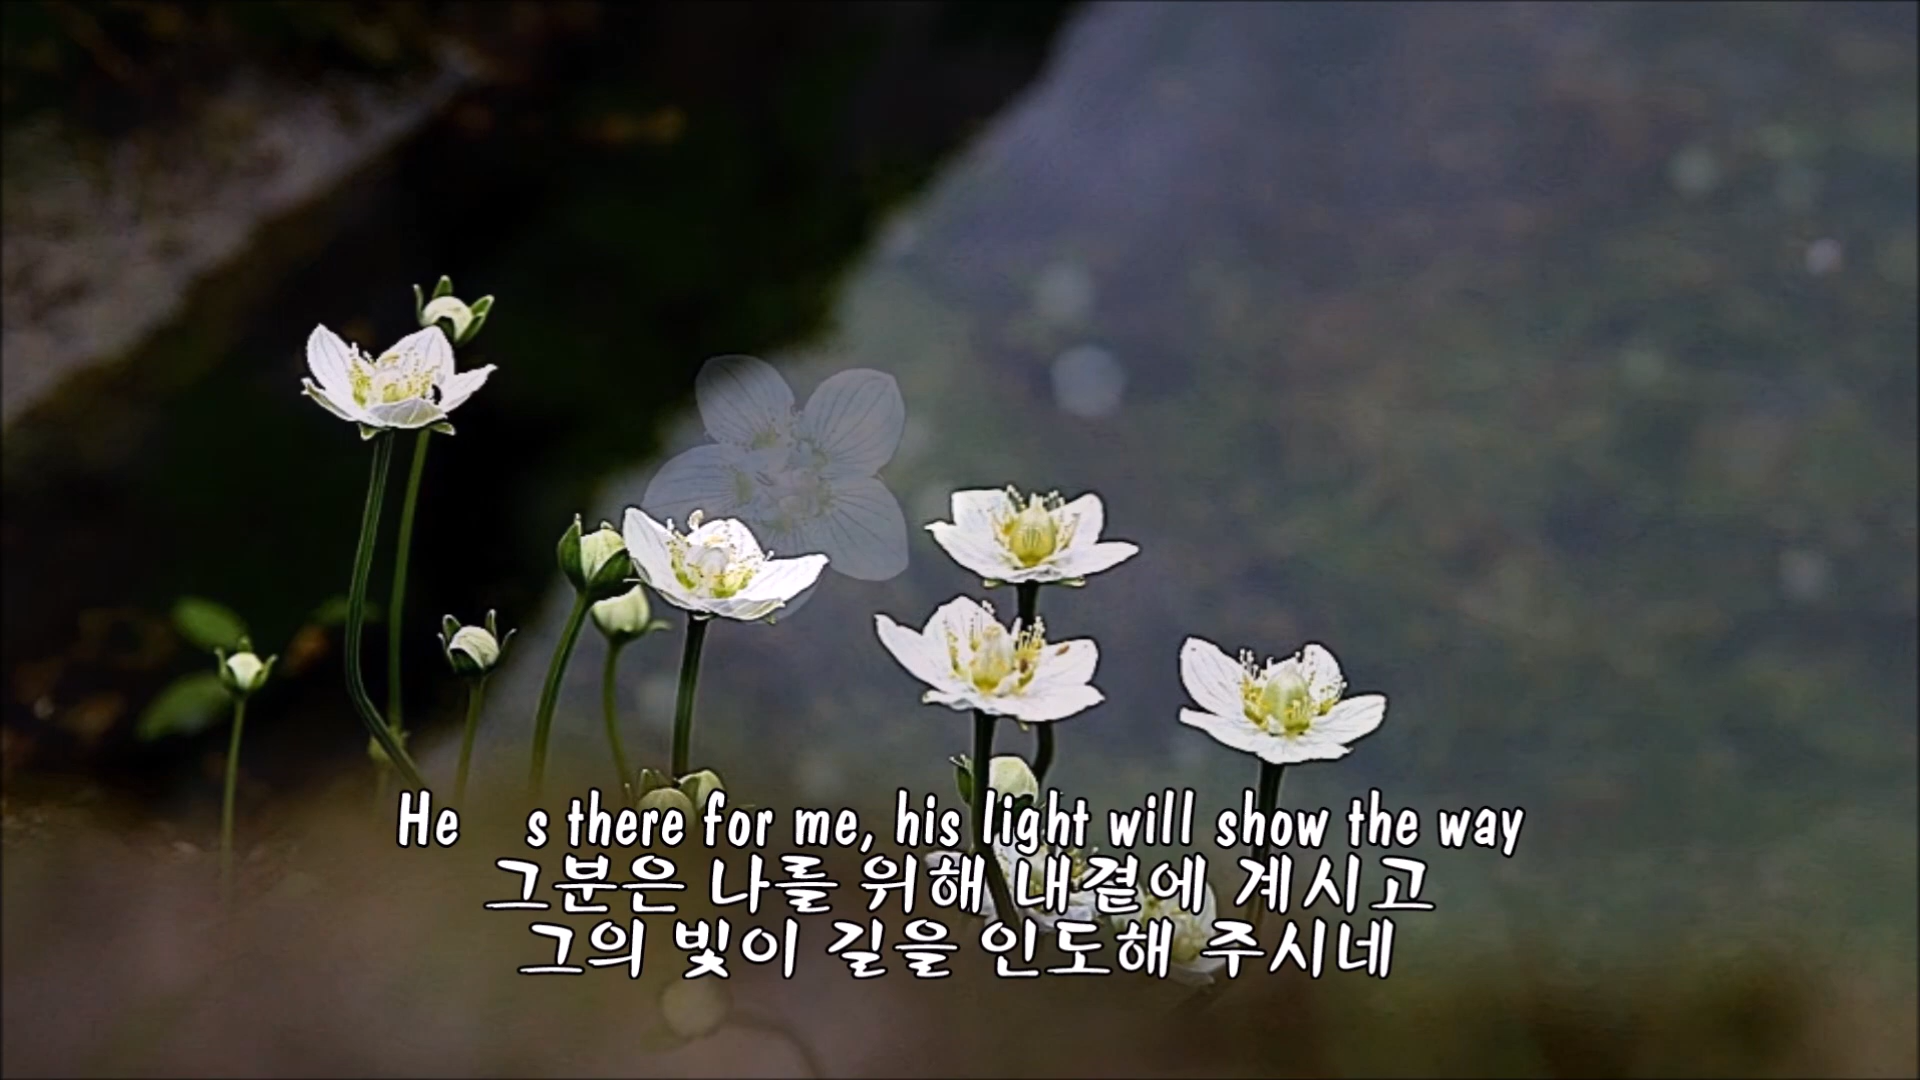 He s there for me, his light will show the way
그분은 나를 위해 내곁에 계시고
그의 빛이 길을 인도해 주시네